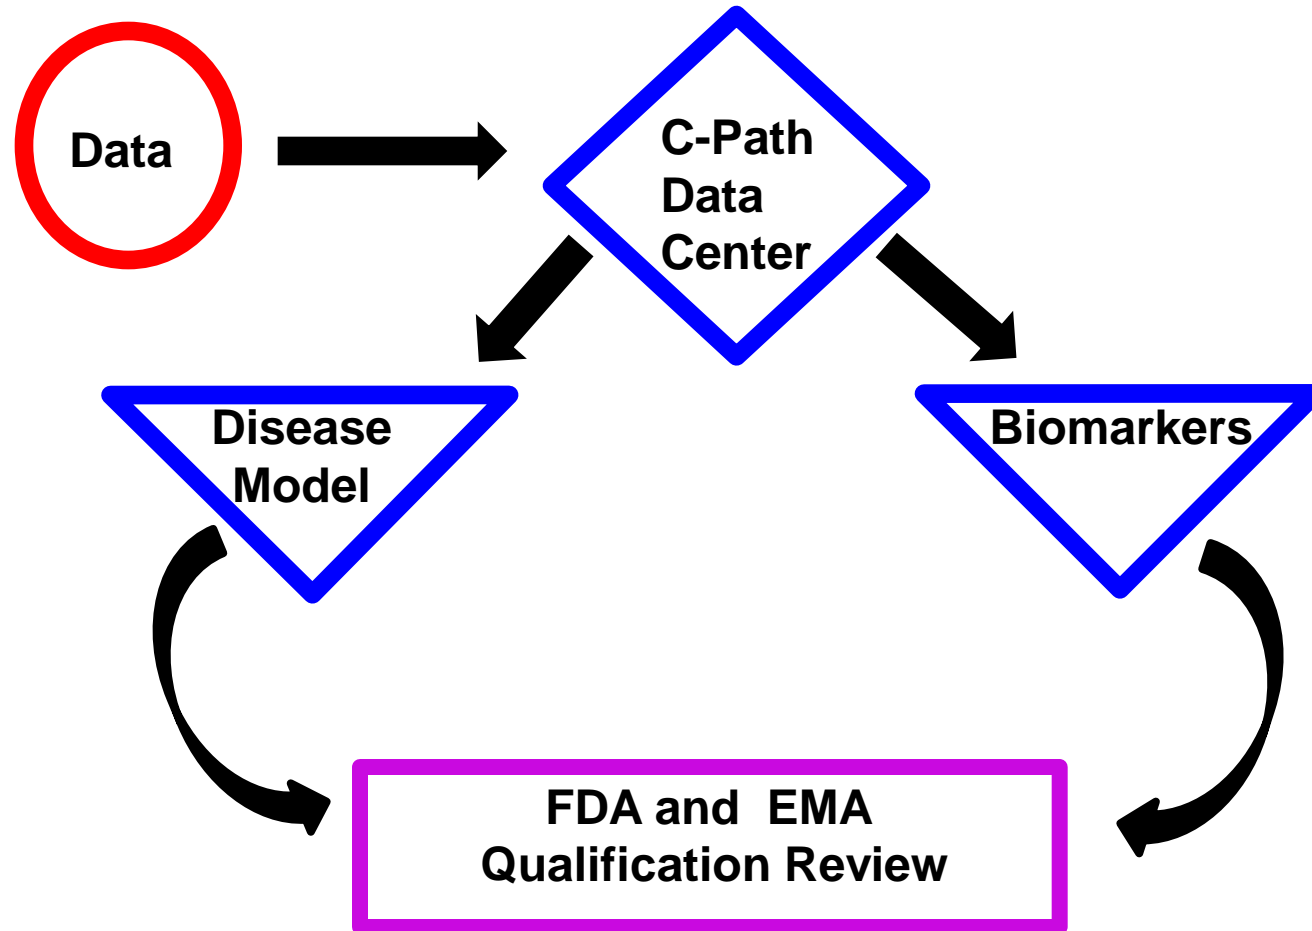 Data
C-Path
Data
Center
Disease
Model
Biomarkers
FDA and  EMA
Qualification Review